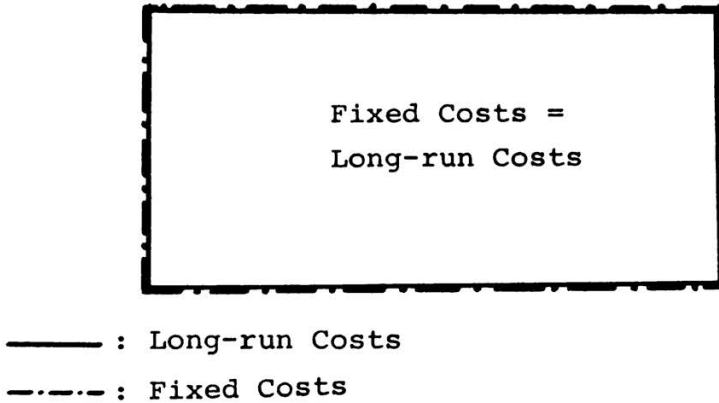 Fixed Costs =
Long-run Costs
: Long-run Costs
: Fixed Costs